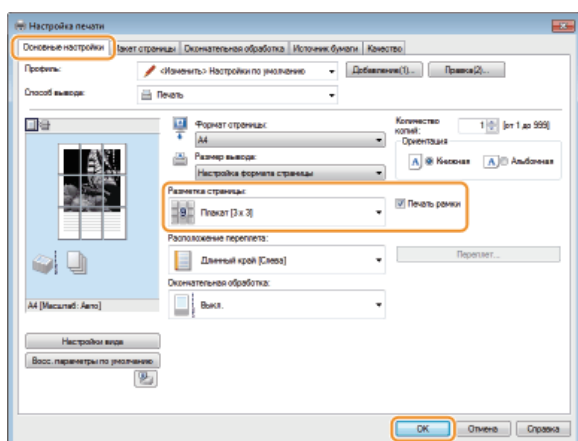 Настройка печати
Основные настройки Макет страницы Окончательная обработка Источник бумаги Качество
Профиль: <Изменить> Настройки по умолчанию Добавление(1)... Правка(2)...
Способ вывода: Печать
Формат страницы:
A4
Размер вывода:
Настройка формата страницы
Количество копий: 1 [от 1 до 999]
Ориентация
A Книжная A Альбомная
Разметка страницы:
9 Плакат [3 x 3]
Печать рамки
Расположение переплета:
Длинный край [Слева]
Переплет...
Окончательная обработка:
Выкл.
A4 [Масштаб: Авто]
Настройки вида
Восс. параметры по умолчанию
OK Отмена Справка